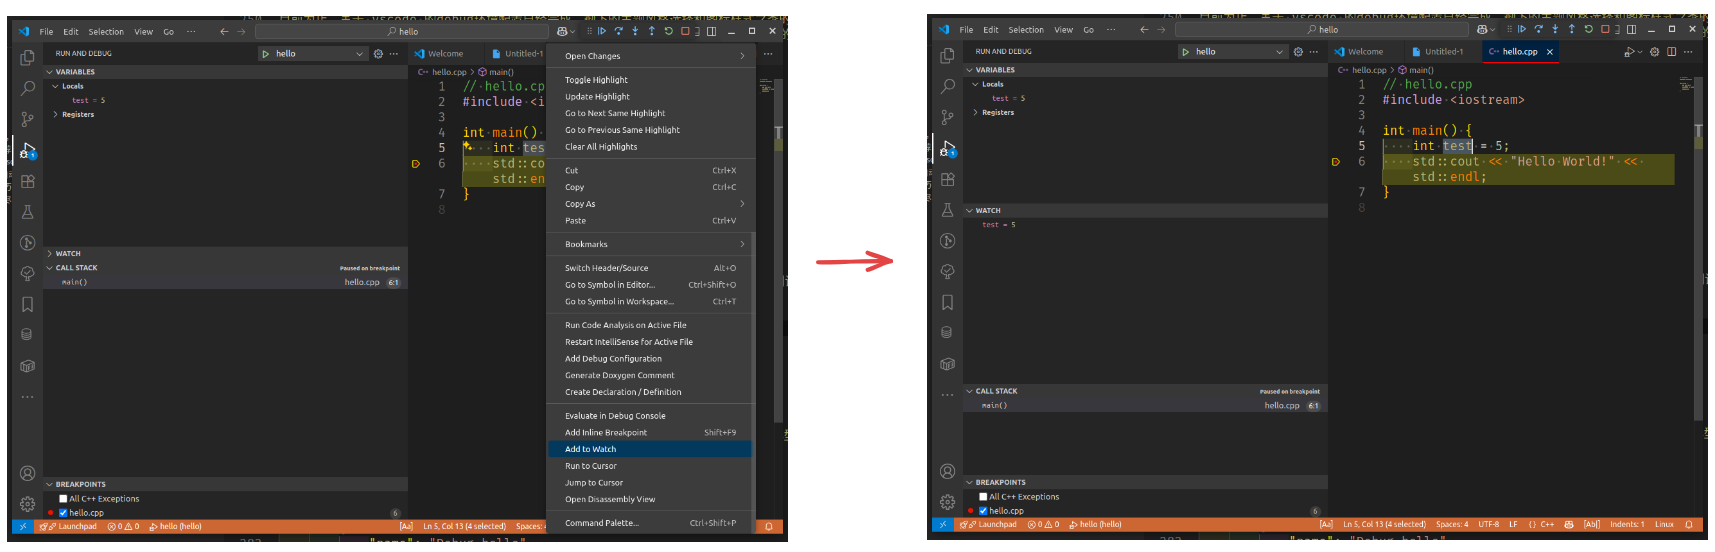 File Edit Selection View Go ··· hello
RUN AND DEBUG hello ···
Welcome Untitled-1 ···
VARIABLES
Locals
test = 5
Registers
WATCH
CALL STACK Paused on breakpoint
main() hello.cpp 6:1
BREAKPOINTS
All C++ Exceptions
hello.cpp 6
hello.cpp > main()
1 // hello.cp
2 #include <i
3
4 int main()
5 int tes
6 std::co
std::en
7 }
8
Open Changes
Toggle Highlight
Update Highlight
Go to Next Same Highlight
Go to Previous Same Highlight
Clear All Highlights
Cut Ctrl+X
Copy Ctrl+C
Copy As
Paste Ctrl+V
Bookmarks
Switch Header/Source Alt+O
Go to Symbol in Editor... Ctrl+Shift+O
Go to Symbol in Workspace... Ctrl+T
Run Code Analysis on Active File
Restart IntelliSense for Active File
Add Debug Configuration
Generate Doxygen Comment
Create Declaration / Definition
Evaluate in Debug Console
Add Inline Breakpoint Shift+F9
Add to Watch
Run to Cursor
Jump to Cursor
Open Disassembly View
Command Palette... Ctrl+Shift+P
Launchpad 0 0 hello (hello) [Aa] Ln 5, Col 13 (4 selected) Spaces: 4
File Edit Selection View Go ··· hello
RUN AND DEBUG hello ···
Welcome Untitled-1 hello.cpp ···
VARIABLES
Locals
test = 5
Registers
WATCH
test = 5
CALL STACK Paused on breakpoint
main() hello.cpp 6:1
BREAKPOINTS
All C++ Exceptions
hello.cpp 6
hello.cpp > main()
1 // hello.cpp
2 #include <iostream>
3
4 int main() {
5 int test = 5;
6 std::cout << "Hello World!" <<
std::endl;
7 }
8
Launchpad 0 0 hello (hello) [Aa] Ln 5, Col 13 (4 selected) Spaces: 4 UTF-8 LF {} C++ [Ab] Indents: 1 Linux